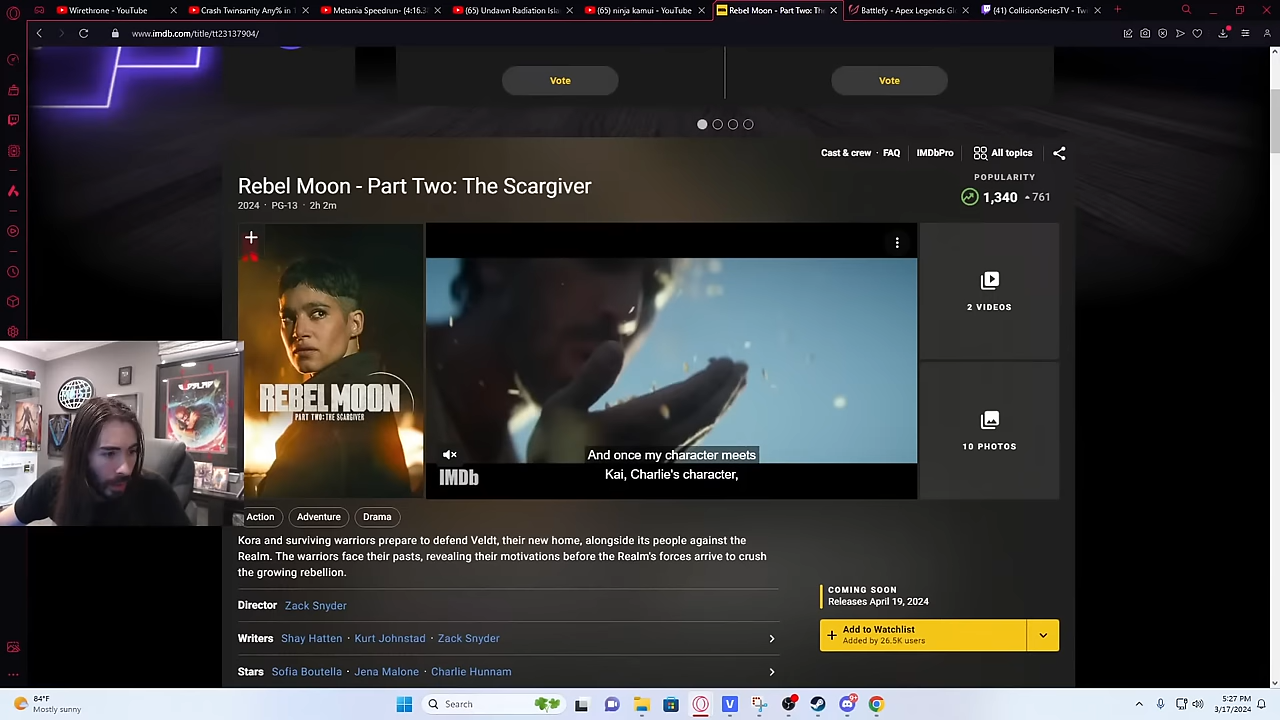 Wirethrone - YouTube
Crash Twinsanity Any% in 1
Metania Speedrun- (4:16.3
(65) Undawn Radiation Isla
(65) ninja kamui - YouTube
Rebel Moon - Part Two: The
Battlefy - Apex Legends Gl
(41) CollisionSeriesTV - Tw
www.imdb.com/title/tt23137904/
Vote
Vote
Cast & crew · FAQ
IMDbPro
All topics
Rebel Moon - Part Two: The Scargiver
2024 · PG-13 · 2h 2m
POPULARITY
1,340
761
REBEL MOON
PART TWO: THE SCARGIVER
And once my character meets
Kai, Charlie's character,
IMDb
2 VIDEOS
10 PHOTOS
Action
Adventure
Drama
Kora and surviving warriors prepare to defend Veldt, their new home, alongside its people against the
Realm. The warriors face their pasts, revealing their motivations before the Realm's forces arrive to crush
the growing rebellion.
Director Zack Snyder
Writers Shay Hatten · Kurt Johnstad · Zack Snyder
Stars Sofia Boutella · Jena Malone · Charlie Hunnam
COMING SOON
Releases April 19, 2024
Add to Watchlist
Added by 26.5K users
84°F
Mostly sunny
Search
5:27 PM
3/17/2024